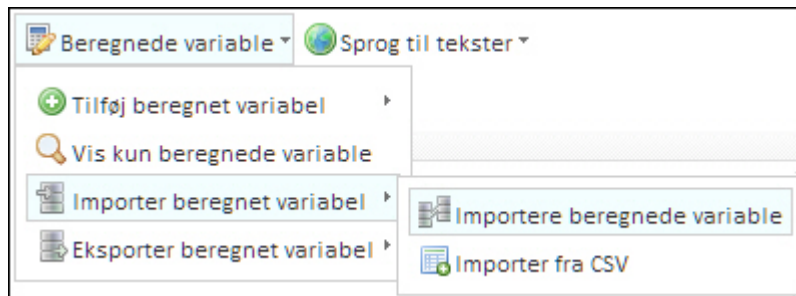 Beregnede variable
Sprog til tekster
Tilføj beregnet variabel
Vis kun beregnede variable
Importer beregnet variabel
Eksporter beregnet variabel
Importere beregnede variable
Importer fra CSV